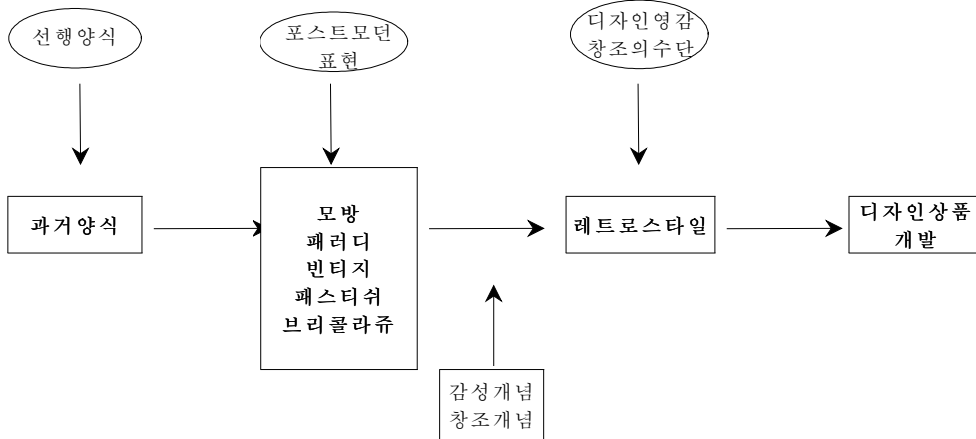 선행양식
포스트모던
표현
디자인영감
창조의수단
과거양식
모방
패러디
빈티지
패스티쉬
브리콜라쥬
레트로스타일
디자인상품
개발
감성개념
창조개념